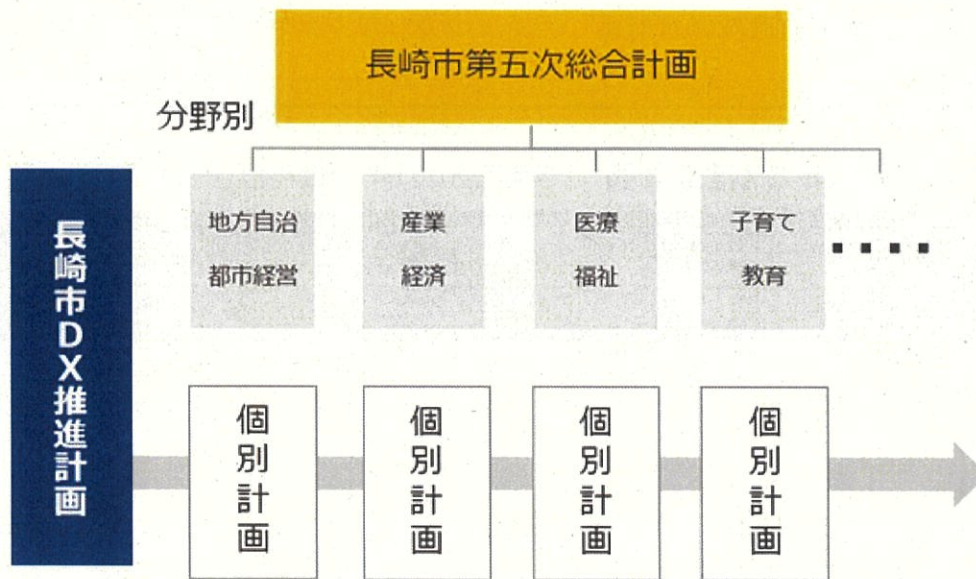 長崎市第五次総合計画
分野別
長崎市DX推進計画
地方自治
都市経営
産業
経済
医療
福祉
子育て
教育
▪▪▪▪
個別計画
個別計画
個別計画
個別計画